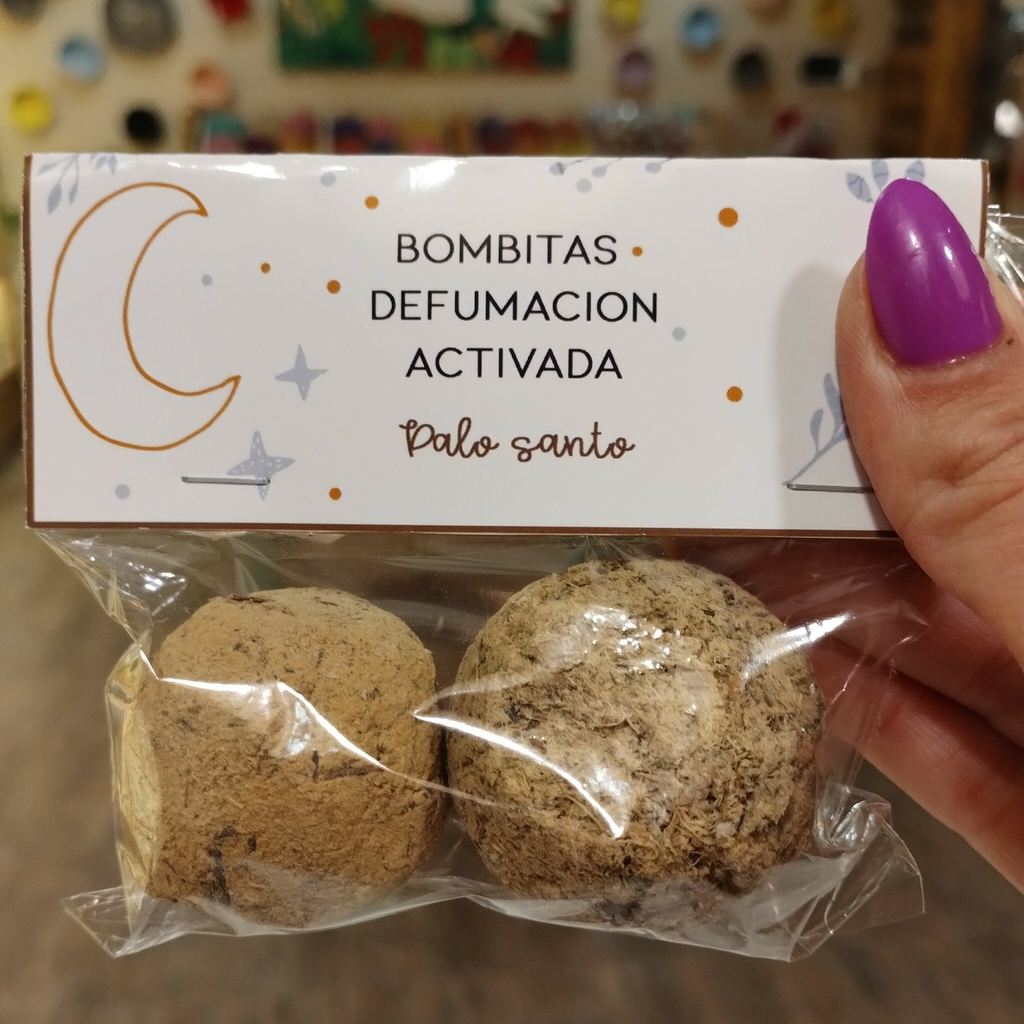 BOMBITAS
DEFUMACION
ACTIVADA
Palo santo